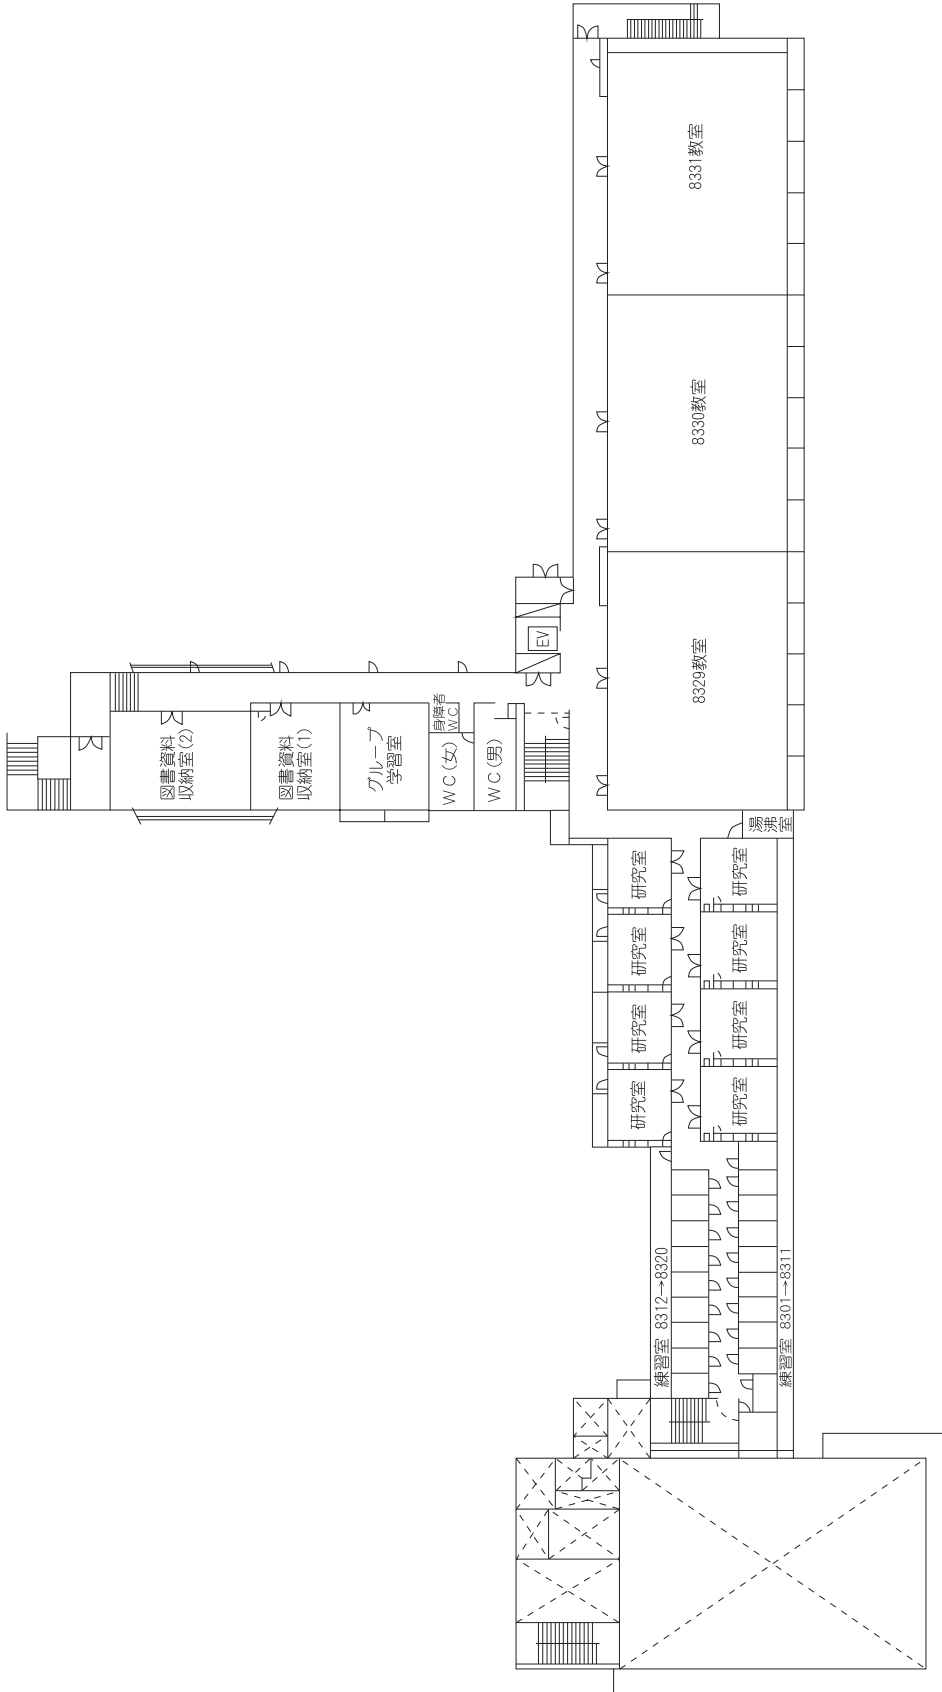 8331教室
8330教室
8329教室
EV
図書資料
収納室(2)
図書資料
収納室(1)
グループ
学習室
身障者
WC
WC(女)
WC(男)
湯沸
室
研究室
研究室
研究室
研究室
研究室
研究室
研究室
研究室
練習室 8312→8320
練習室 8301→8311